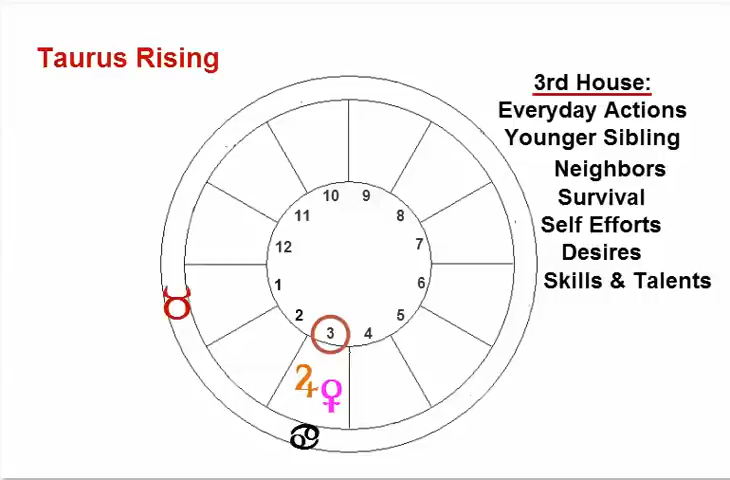 Taurus Rising
3rd House:
Everyday Actions
Younger Sibling
Neighbors
Survival
Self Efforts
Desires
Skills & Talents
10 9
11 8
12 7
1 6
2 5
3 4
♉
♃ ♀
♋